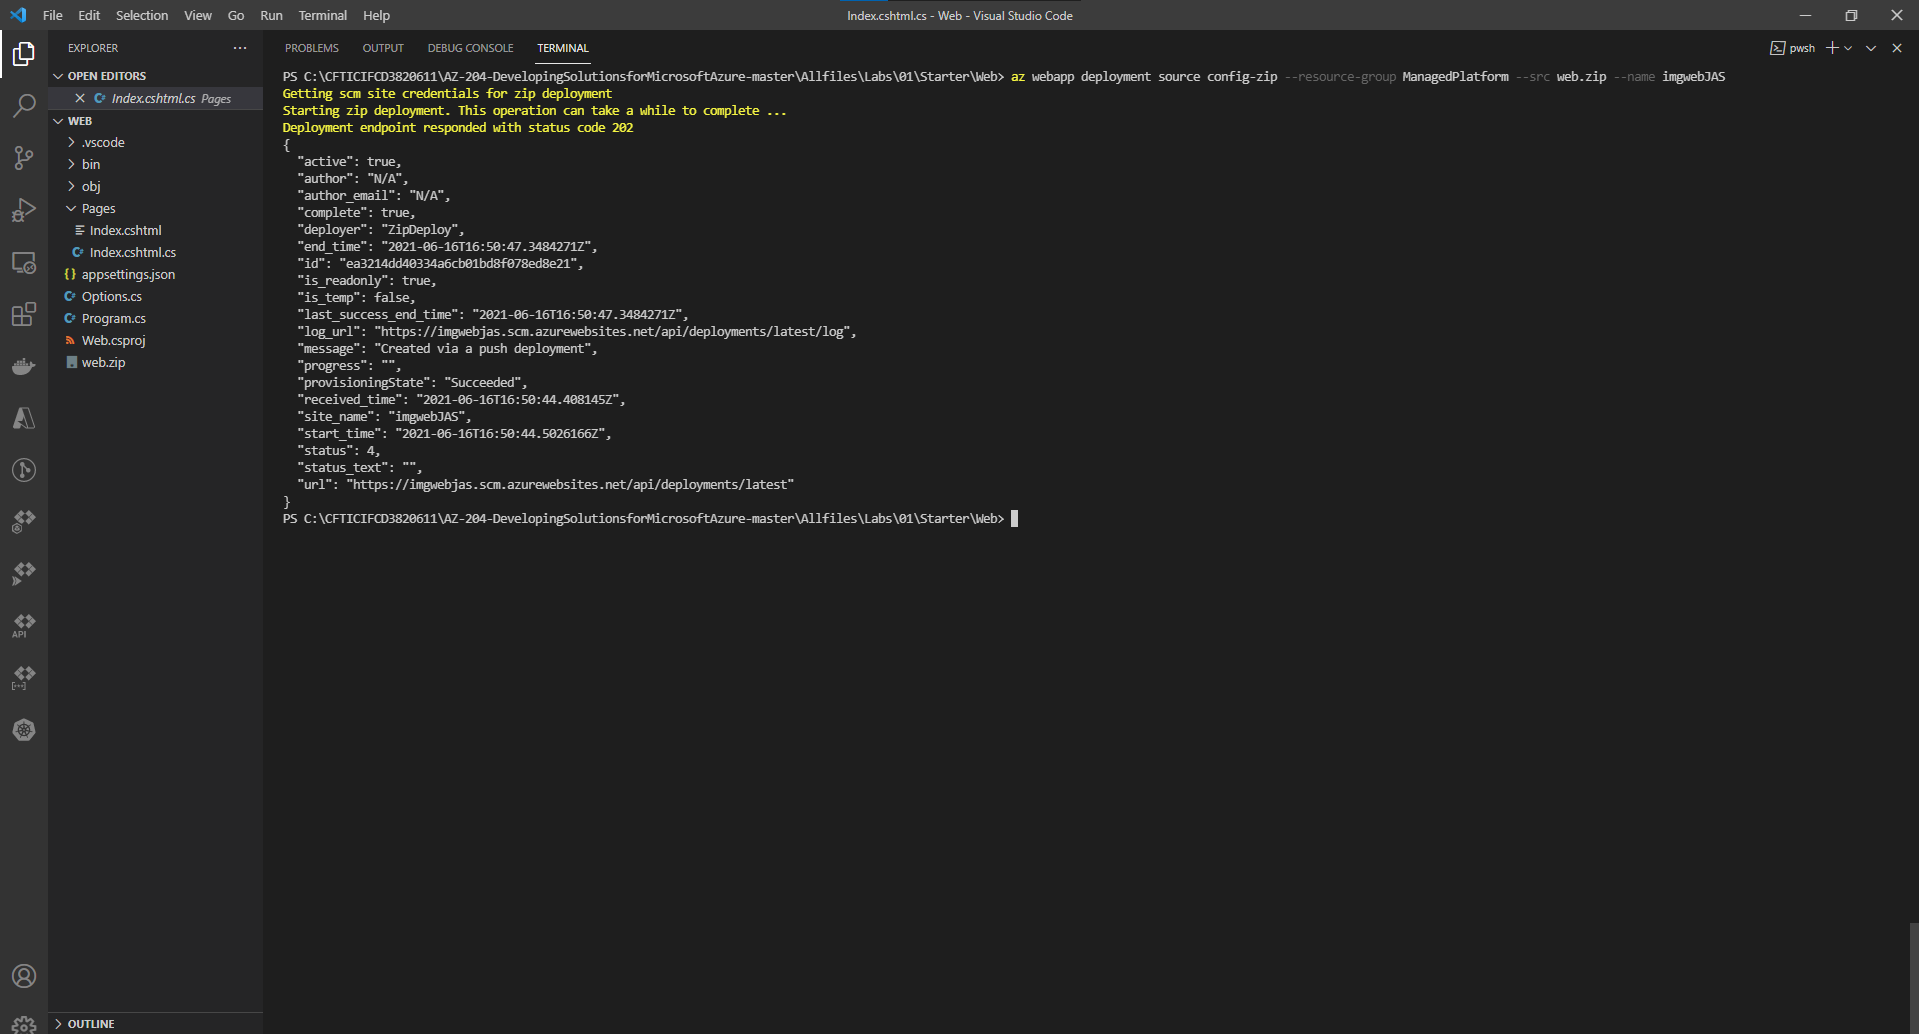 File Edit Selection View Go Run Terminal Help
Index.cshtml.cs - Web - Visual Studio Code
EXPLORER
OPEN EDITORS
Index.cshtml.cs Pages
WEB
.vscode
bin
obj
Pages
Index.cshtml
Index.cshtml.cs
{} appsettings.json
Options.cs
Program.cs
Web.csproj
web.zip
API
OUTLINE
PROBLEMS OUTPUT DEBUG CONSOLE TERMINAL
pwsh
PS C:\CFTICIFCD3820611\AZ-204-DevelopingSolutionsforMicrosoftAzure-master\Allfiles\Labs\01\Starter\Web> az webapp deployment source config-zip --resource-group ManagedPlatform --src web.zip --name imgwebJAS
Getting scm site credentials for zip deployment
Starting zip deployment. This operation can take a while to complete ...
Deployment endpoint responded with status code 202
{
"active": true,
"author": "N/A",
"author_email": "N/A",
"complete": true,
"deployer": "ZipDeploy",
"end_time": "2021-06-16T16:50:47.3484271Z",
"id": "ea3214dd40334a6cb01bd8f078ed8e21",
"is_readonly": true,
"is_temp": false,
"last_success_end_time": "2021-06-16T16:50:47.3484271Z",
"log_url": "https://imgwebjas.scm.azurewebsites.net/api/deployments/latest/log",
"message": "Created via a push deployment",
"progress": "",
"provisioningState": "Succeeded",
"received_time": "2021-06-16T16:50:44.408145Z",
"site_name": "imgwebJAS",
"start_time": "2021-06-16T16:50:44.5026166Z",
"status": 4,
"status_text": "",
"url": "https://imgwebjas.scm.azurewebsites.net/api/deployments/latest"
}
PS C:\CFTICIFCD3820611\AZ-204-DevelopingSolutionsforMicrosoftAzure-master\Allfiles\Labs\01\Starter\Web>